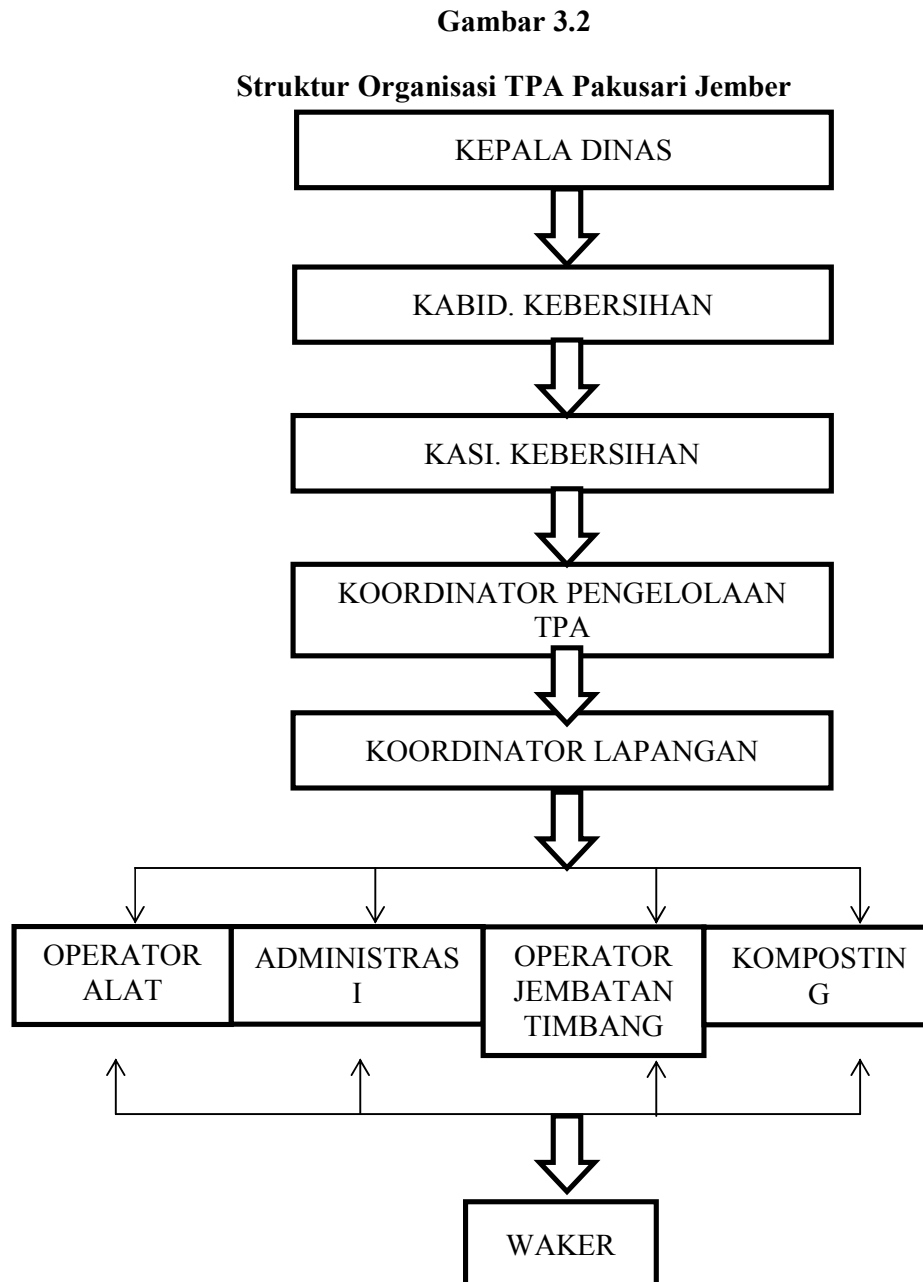 Gambar 3.2
Struktur Organisasi TPA Pakusari Jember
KEPALA DINAS
KABID. KEBERSIHAN
KASI. KEBERSIHAN
KOORDINATOR PENGELOLAAN
TPA
KOORDINATOR LAPANGAN
OPERATOR
ALAT
ADMINISTRAS
I
OPERATOR
JEMBATAN
TIMBANG
KOMPOSTIN
G
WAKER